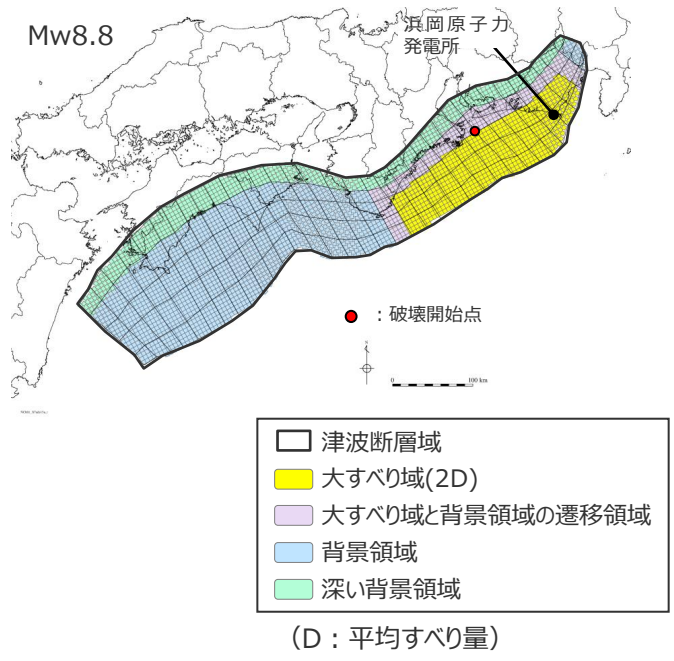 Mw8.8
浜岡原子力
発電所
：破壊開始点
0 100 km
津波断層域
大すべり域(2D)
大すべり域と背景領域の遷移領域
背景領域
深い背景領域
（D：平均すべり量）